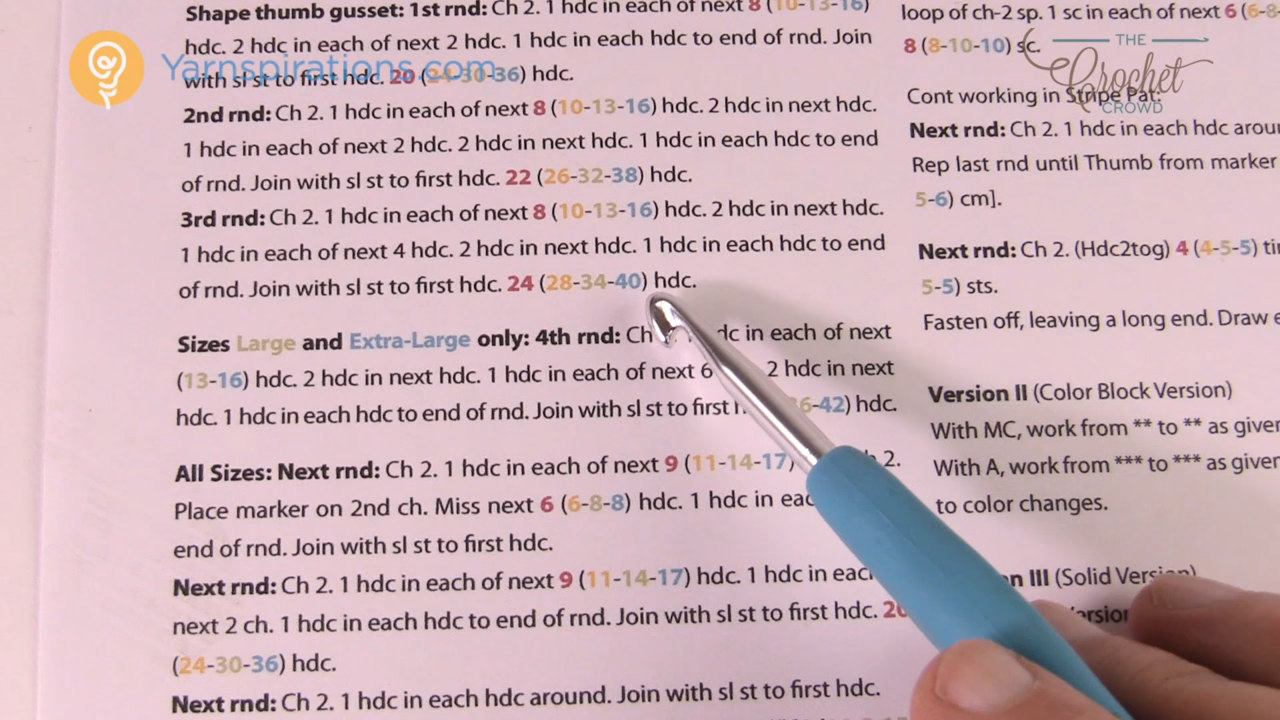 Shape thumb gusset: 1st rnd: Ch 2. 1 hdc in each of next 8 (10-13-16)
hdc. 2 hdc in each of next 2 hdc. 1 hdc in each hdc to end of rnd. Join
with sl st to first hdc. 20 (24-30-36) hdc.
2nd rnd: Ch 2. 1 hdc in each of next 8 (10-13-16) hdc. 2 hdc in next hdc.
1 hdc in each of next 2 hdc. 2 hdc in next hdc. 1 hdc in each hdc to end
of rnd. Join with sl st to first hdc. 22 (26-32-38) hdc.
3rd rnd: Ch 2. 1 hdc in each of next 8 (10-13-16) hdc. 2 hdc in next hdc.
1 hdc in each of next 4 hdc. 2 hdc in next hdc. 1 hdc in each hdc to end
of rnd. Join with sl st to first hdc. 24 (28-34-40) hdc.
Sizes Large and Extra-Large only: 4th rnd: Ch dc in each of next
(13-16) hdc. 2 hdc in next hdc. 1 hdc in each of next 6 2 hdc in next
hdc. 1 hdc in each hdc to end of rnd. Join with sl st to first 6-42) hdc.
All Sizes: Next rnd: Ch 2. 1 hdc in each of next 9 (11-14-17) 2.
Place marker on 2nd ch. Miss next 6 (6-8-8) hdc. 1 hdc in
end of rnd. Join with sl st to first hdc.
Next rnd: Ch 2. 1 hdc in each of next 9 (11-14-17) hdc. 1 hdc in
next 2 ch. 1 hdc in each hdc to end of rnd. Join with sl st to first hdc.
(24-30-36) hdc.
Next rnd: Ch 2. 1 hdc in each hdc around. Join with sl st to first hdc.
loop of ch-2 sp. 1 sc in each of next 6 (6-8-
8 (8-10-10) sc.
Cont working in Stripe Pat:
Next rnd: Ch 2. 1 hdc in each hdc
Rep last rnd until Thumb from marker
5-6) cm].
Next rnd: Ch 2. (Hdc2tog) 4 (4-5-5)
5-5) sts.
Fasten off, leaving a long end. Draw
Version II (Color Block Version)
With MC, work from ** to ** as
With A, work from *** to *** as
to color changes.
III (Solid Version)
Yarnspirations.com
THE
Crochet
CROWD